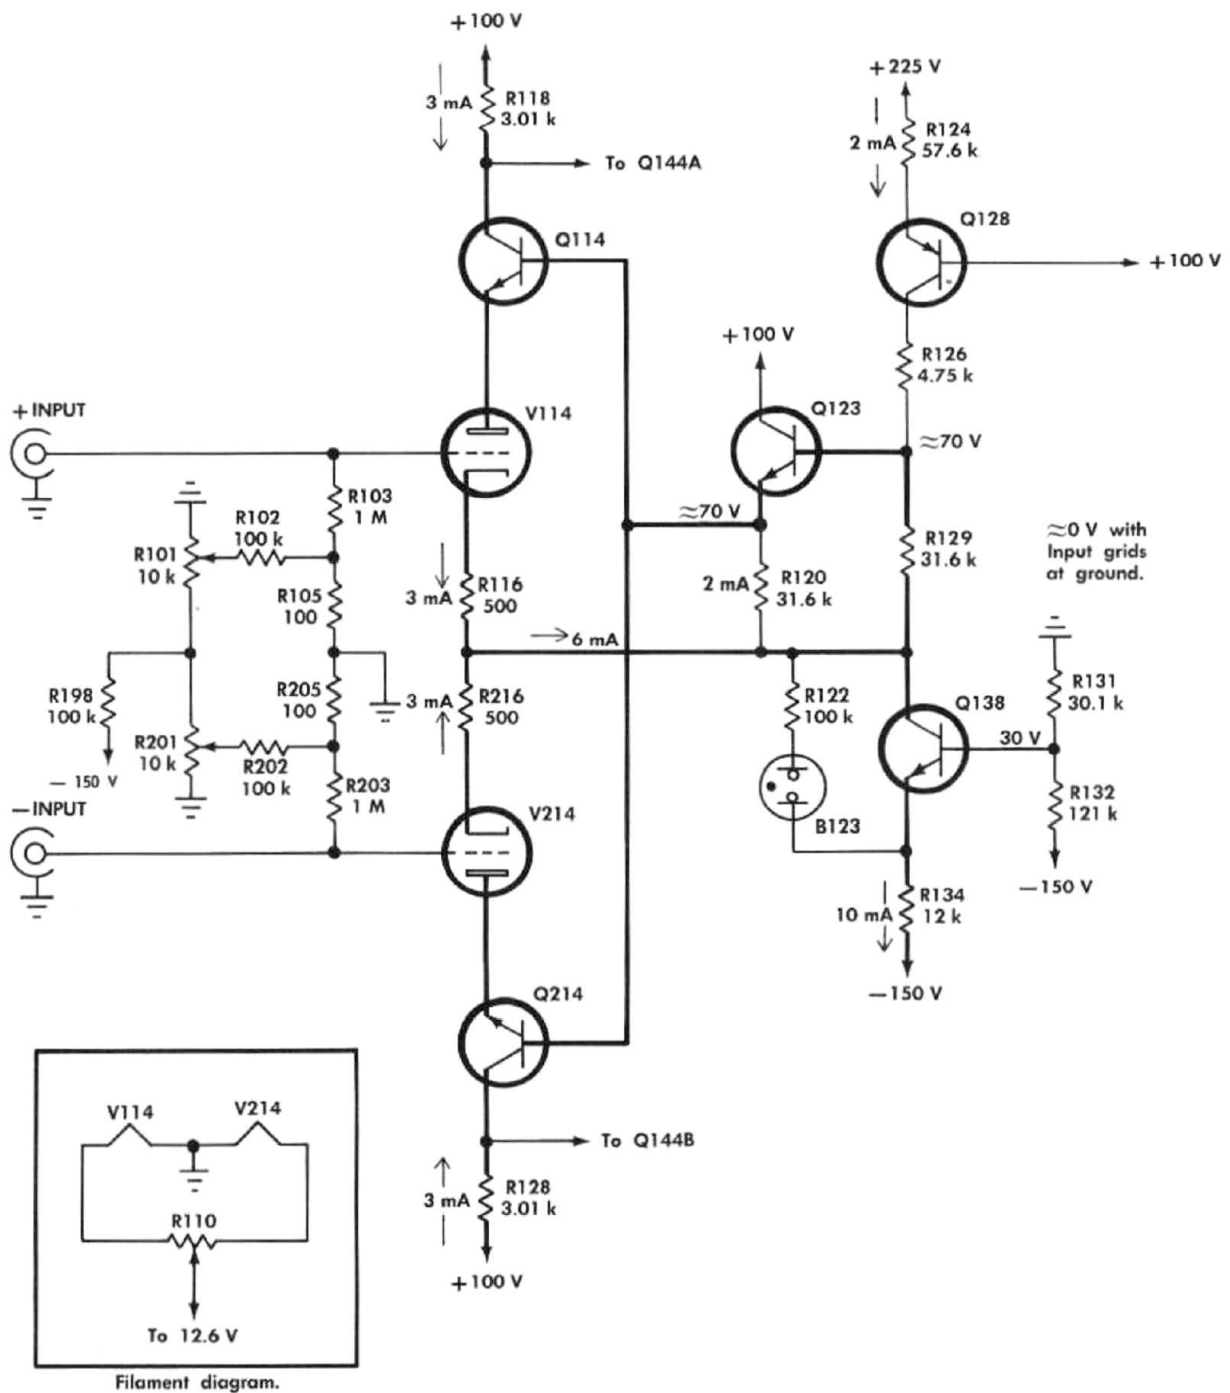 +100 V
3 mA
R118
3.01 k
To Q144A
Q114
+225 V
2 mA
R124
57.6 k
Q128
+100 V
R126
4.75 k
+100 V
Q123
≈70 V
+INPUT
V114
R103
1 M
R102
100 k
R101
10 k
R105
100
3 mA
R116
500
≈70 V
2 mA
R120
31.6 k
R129
31.6 k
≈0 V with
Input grids
at ground.
6 mA
R198
100 k
− 150 V
R205
100
R201
10 k
R202
100 k
R203
1 M
3 mA
R216
500
R122
100 k
B123
Q138
30 V
R131
30.1 k
R132
121 k
−150 V
−INPUT
V214
10 mA
R134
12 k
−150 V
Q214
To Q144B
3 mA
R128
3.01 k
+100 V
V114
V214
R110
To 12.6 V
Filament diagram.